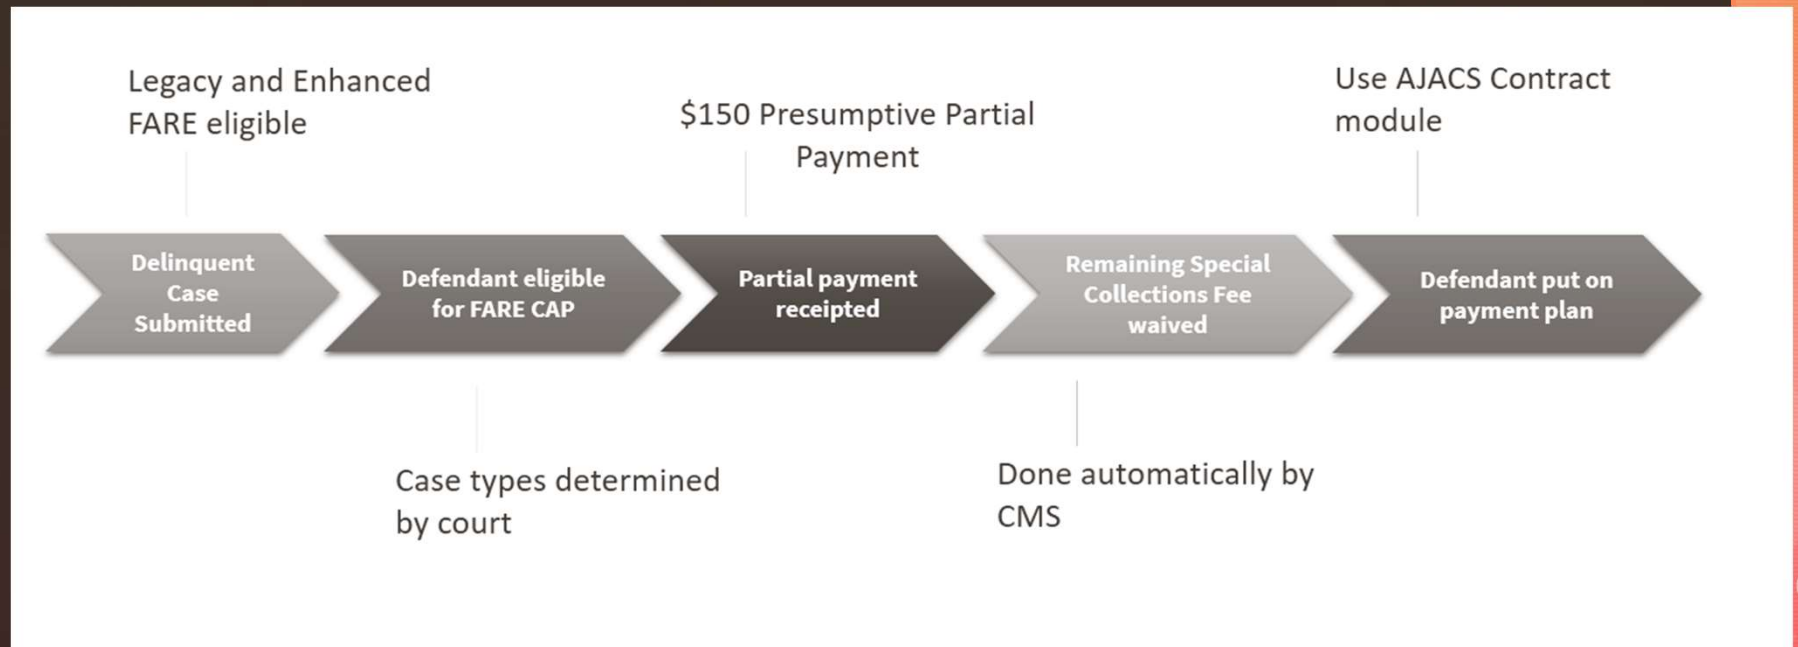 Legacy and Enhanced
FARE eligible
$150 Presumptive Partial
Payment
Use AJACS Contract
module
Delinquent
Case
Submitted
Defendant eligible
for FARE CAP
Partial payment
receipted
Remaining Special
Collections Fee
waived
Defendant put on
payment plan
Case types determined
by court
Done automatically by
CMS